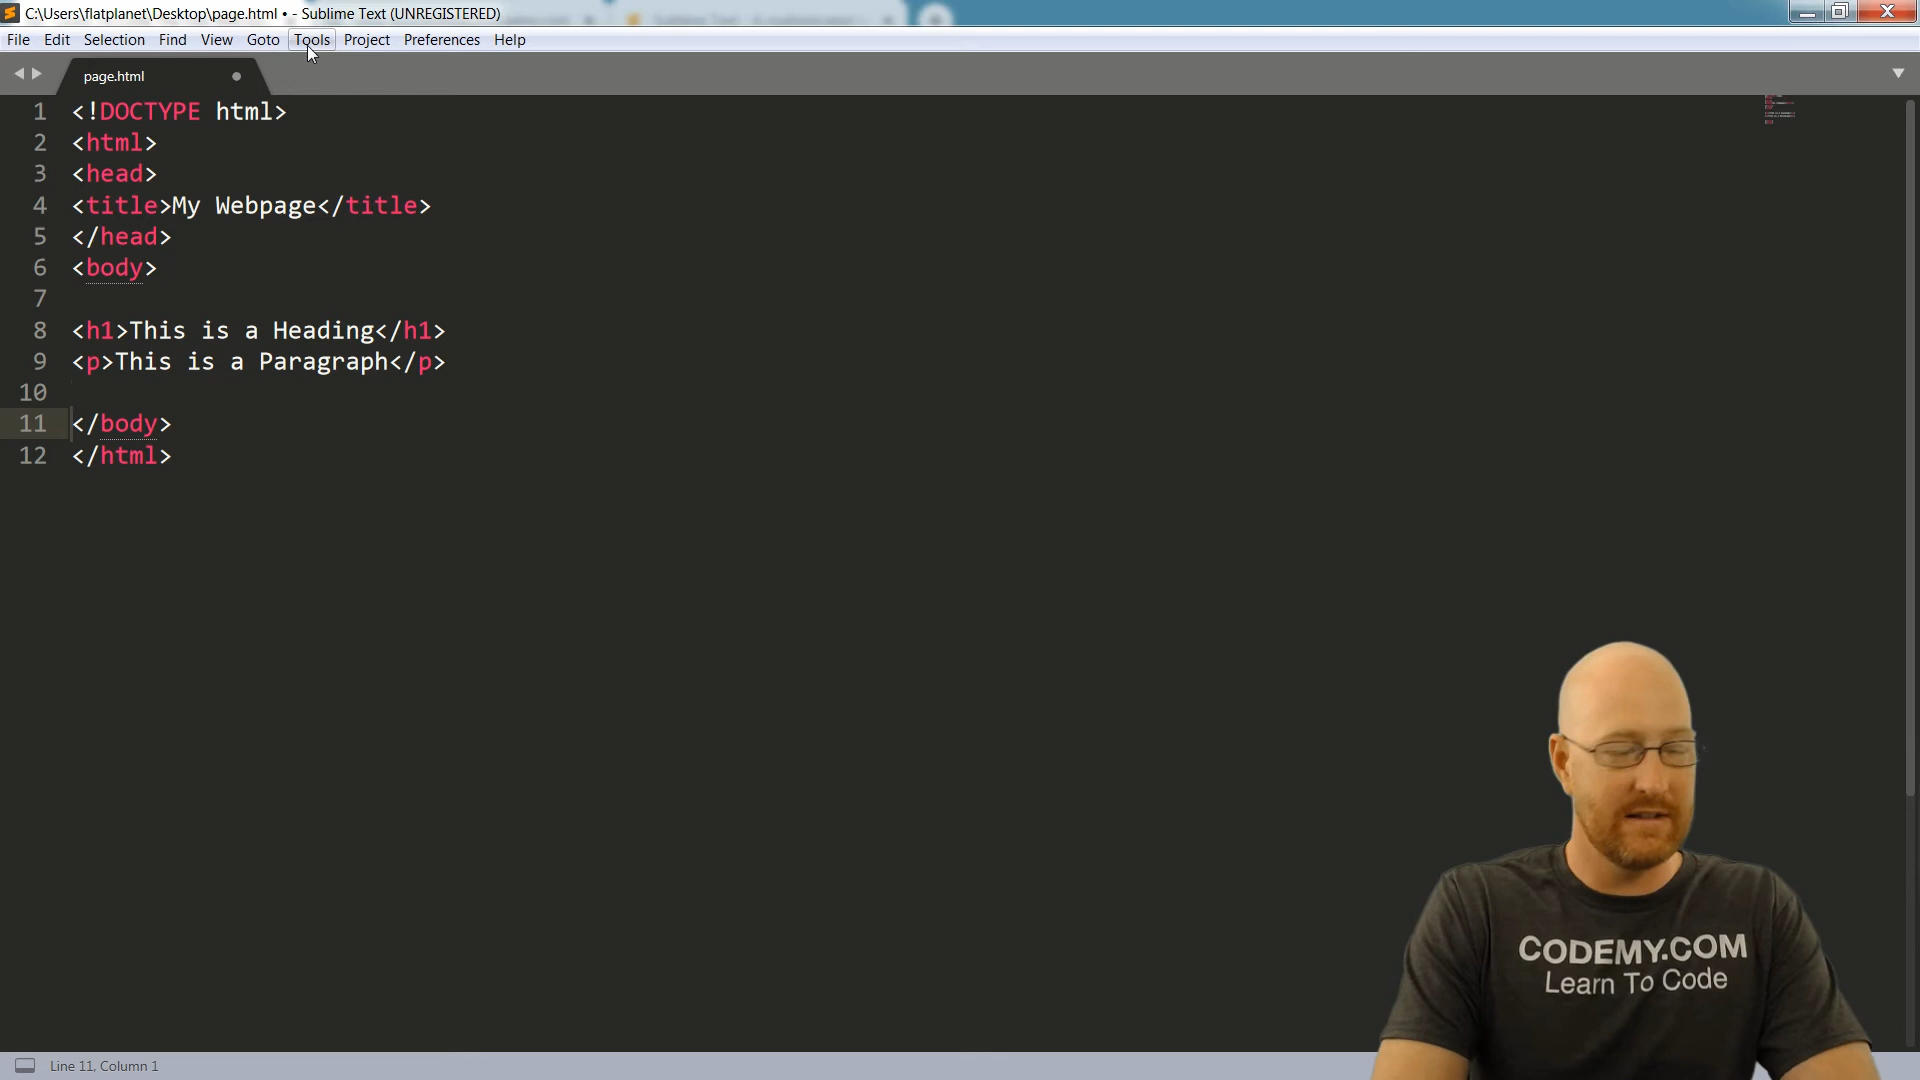 C:\Users\flatplanet\Desktop\page.html • - Sublime Text (UNREGISTERED)
File Edit Selection Find View Goto Tools Project Preferences Help
page.html
1 <!DOCTYPE html>
2 <html>
3 <head>
4 <title>My Webpage</title>
5 </head>
6 <body>
7
8 <h1>This is a Heading</h1>
9 <p>This is a Paragraph</p>
10
11 </body>
12 </html>
CODEMY.COM
Learn To Code
Line 11, Column 1